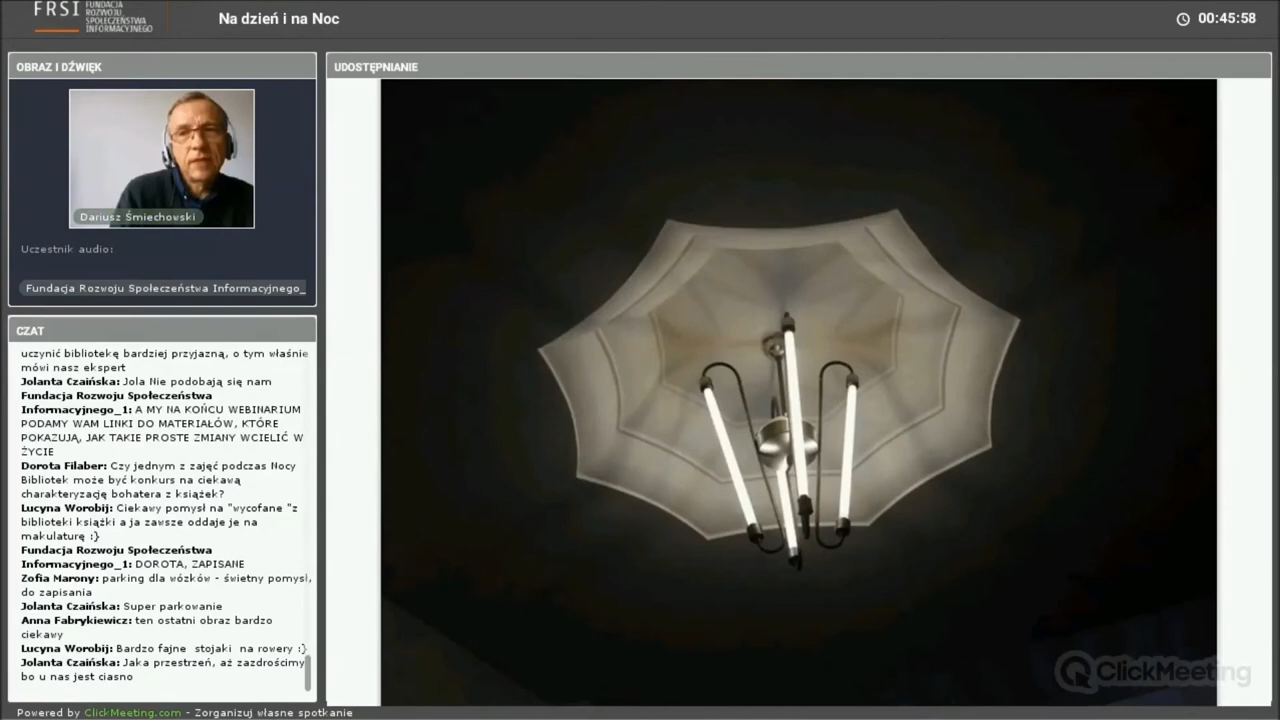 FRSI FUNDACJA
ROZWOJU
SPOŁECZEŃSTWA
INFORMACYJNEGO
Na dzień i na Noc
00:45:58
OBRAZ I DŹWIĘK
Dariusz Śmiechowski
Uczestnik audio:
Fundacja Rozwoju Społeczeństwa Informacyjnego_
CZAT
uczynić bibliotekę bardziej przyjazną, o tym właśnie
mówi nasz ekspert
Jolanta Czaińska: Jola Nie podobają się nam
Fundacja Rozwoju Społeczeństwa
Informacyjnego_1: A MY NA KOŃCU WEBINARIUM
PODAMY WAM LINKI DO MATERIAŁÓW, KTÓRE
POKAZUJĄ, JAK TAKIE PROSTE ZMIANY WCIELIĆ W
ŻYCIE
Dorota Filaber: Czy jednym z zajęć podczas Nocy
Bibliotek może być konkurs na ciekawą
charakteryzację bohatera z książek?
Lucyna Worobij: Ciekawy pomysł na "wycofane "z
biblioteki książki a ja zawsze oddaje je na
makulaturę :}
Fundacja Rozwoju Społeczeństwa
Informacyjnego_1: DOROTA, ZAPISANE
Zofia Marony: parking dla wózków - świetny pomysł,
do zapisania
Jolanta Czaińska: Super parkowanie
Anna Fabrykiewicz: ten ostatni obraz bardzo
ciekawy
Lucyna Worobij: Bardzo fajne stojaki na rowery :}
Jolanta Czaińska: Jaka przestrzeń, aż zazdrościmy
bo u nas jest ciasno
UDOSTĘPNIANIE
ClickMeeting
Powered by ClickMeeting.com - Zorganizuj własne spotkanie